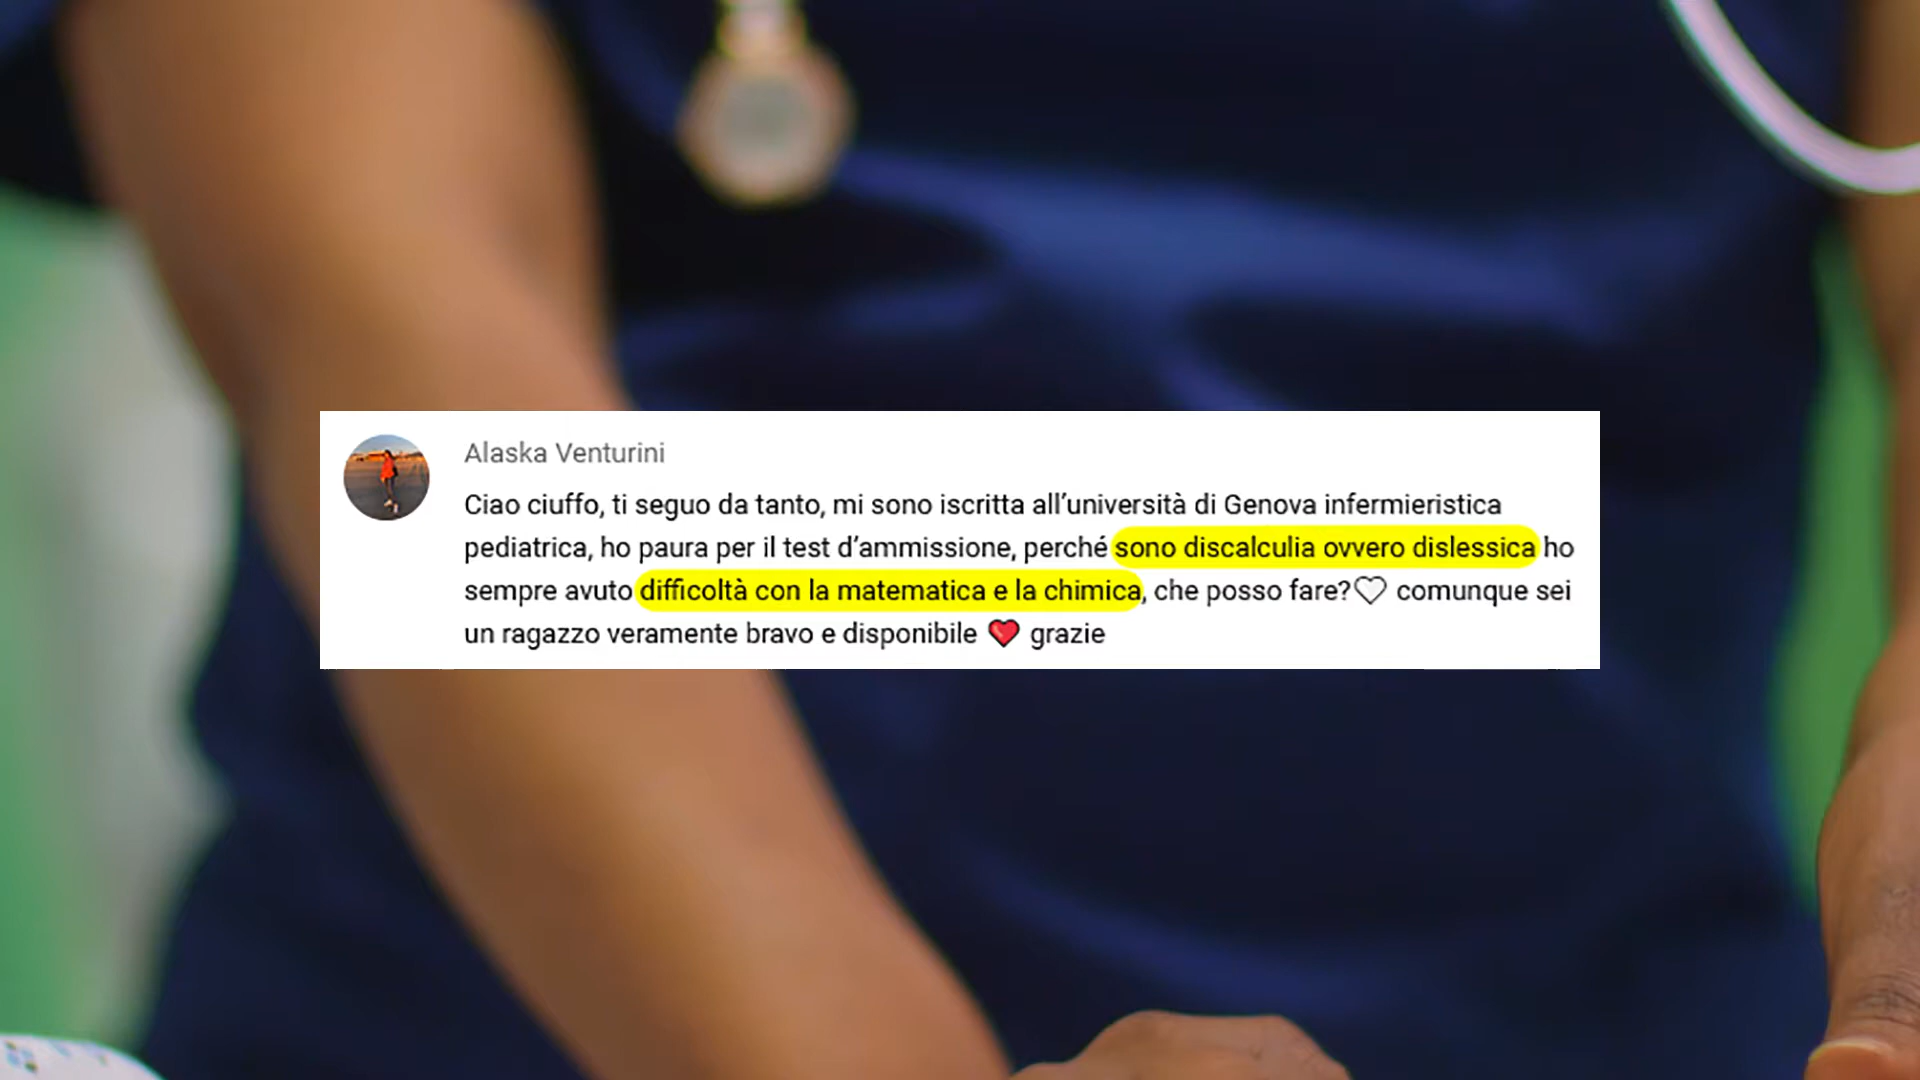 Alaska Venturini
Ciao ciuffo, ti seguo da tanto, mi sono iscritta all’università di Genova infermieristica
pediatrica, ho paura per il test d’ammissione, perché sono discalculia ovvero dislessica ho
sempre avuto difficoltà con la matematica e la chimica, che posso fare?🤍 comunque sei
un ragazzo veramente bravo e disponibile ❤️ grazie